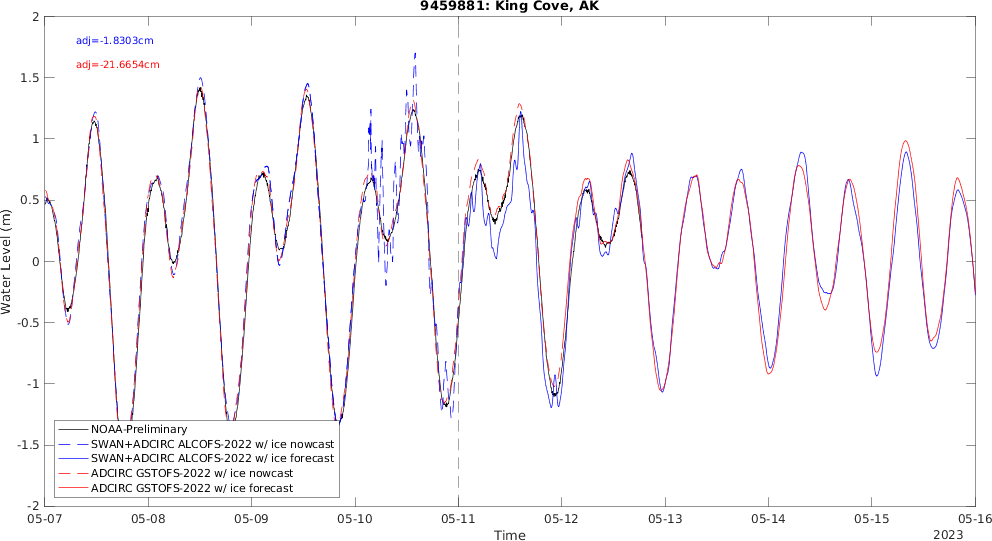 9459881: King Cove, AK
adj=-1.8303cm
adj=-21.6654cm
Water Level (m)
2
1.5
1
0.5
0
-0.5
-1
-1.5
-2
NOAA-Preliminary
SWAN+ADCIRC ALCOFS-2022 w/ ice nowcast
SWAN+ADCIRC ALCOFS-2022 w/ ice forecast
ADCIRC GSTOFS-2022 w/ ice nowcast
ADCIRC GSTOFS-2022 w/ ice forecast
05-07 05-08 05-09 05-10 05-11 05-12 05-13 05-14 05-15 05-16
Time
2023